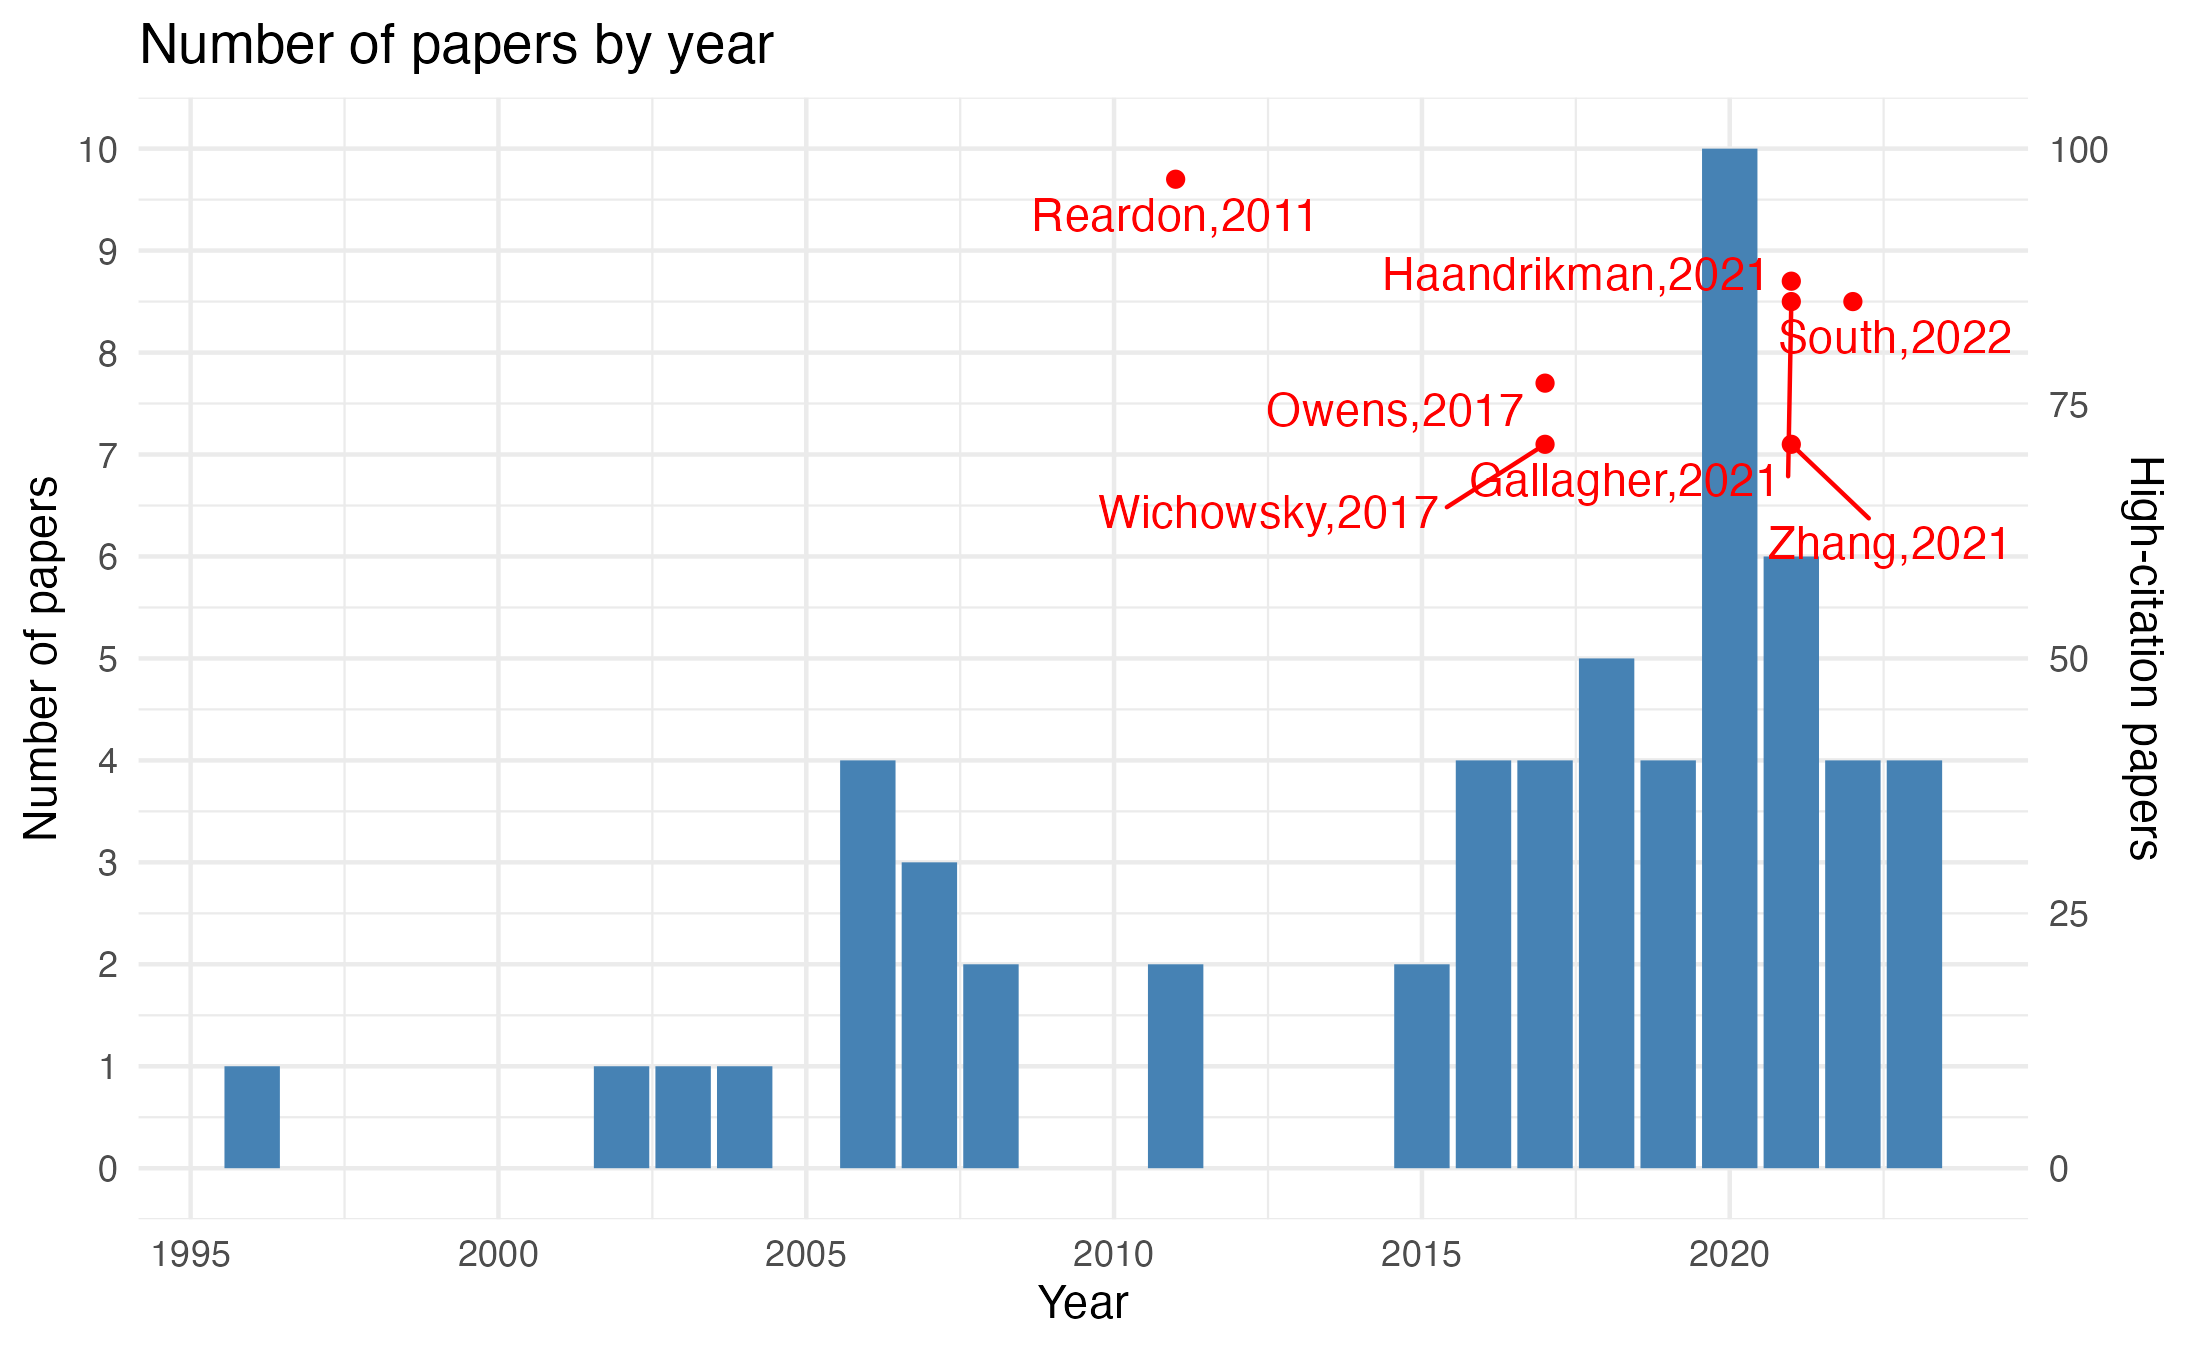 Number of papers by year
10
9
8
7
6
5
4
3
2
1
0
Number of papers
100
75
50
25
0
High-citation papers
Reardon,2011
Haandrikman,2021
South,2022
Owens,2017
Gallagher,2021
Wichowsky,2017
Zhang,2021
1995
2000
2005
2010
2015
2020
Year